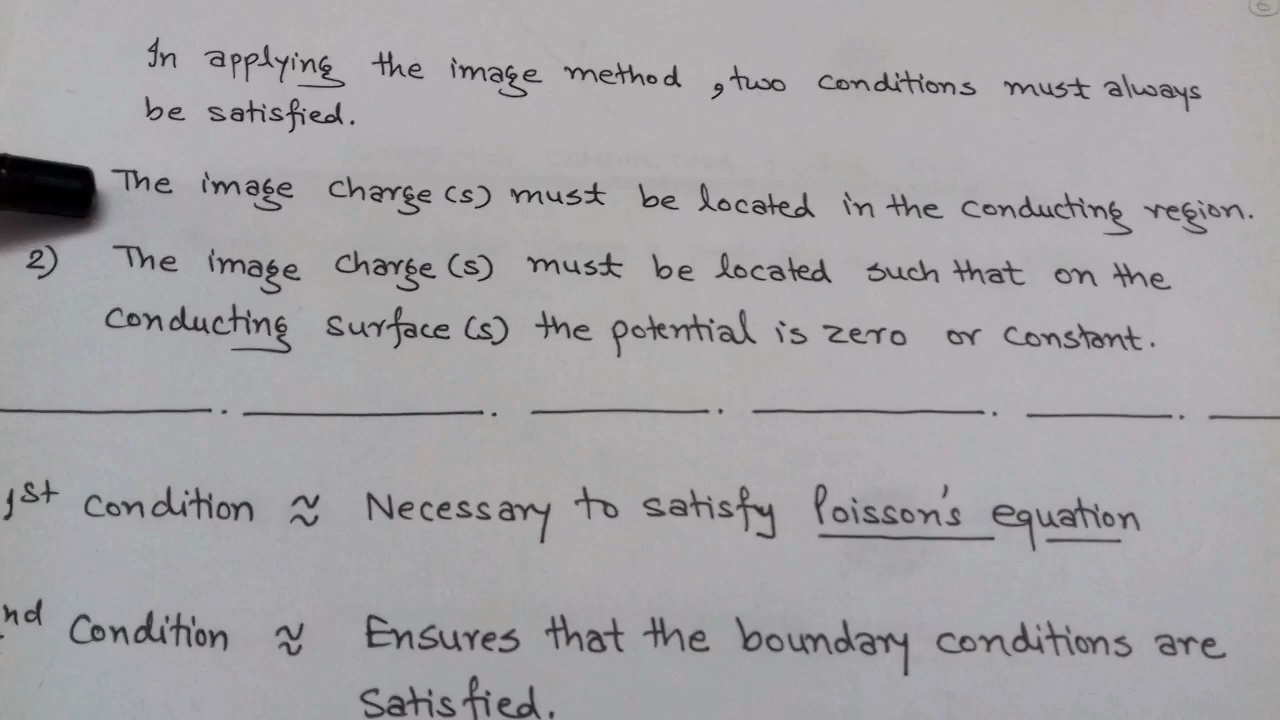 6
In applying the image method, two conditions must always
be satisfied.
The image charge(s) must be located in the conducting region.
2) The image charge(s) must be located such that on the
conducting surface(s) the potential is zero or constant.
1st condition ≈ Necessary to satisfy Poisson's equation
nd Condition ≈ Ensures that the boundary conditions are
satisfied.